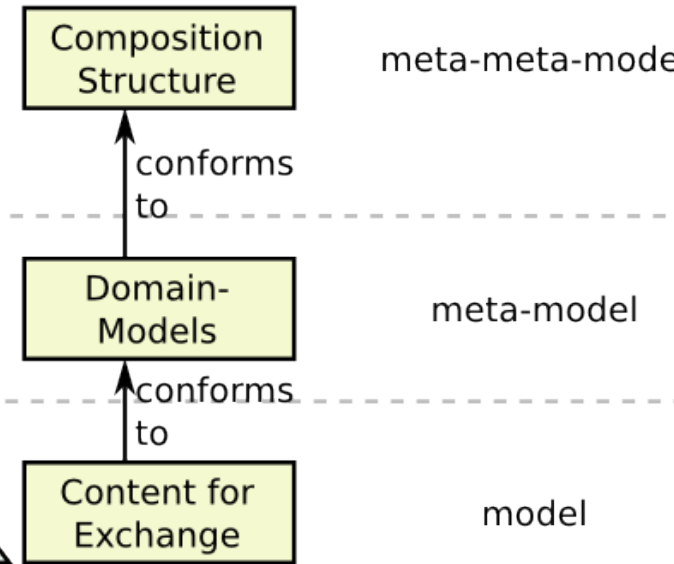 Composition
Structure
meta-meta-mode
conforms
to
Domain-
Models
meta-model
conforms
to
Content for
Exchange
model